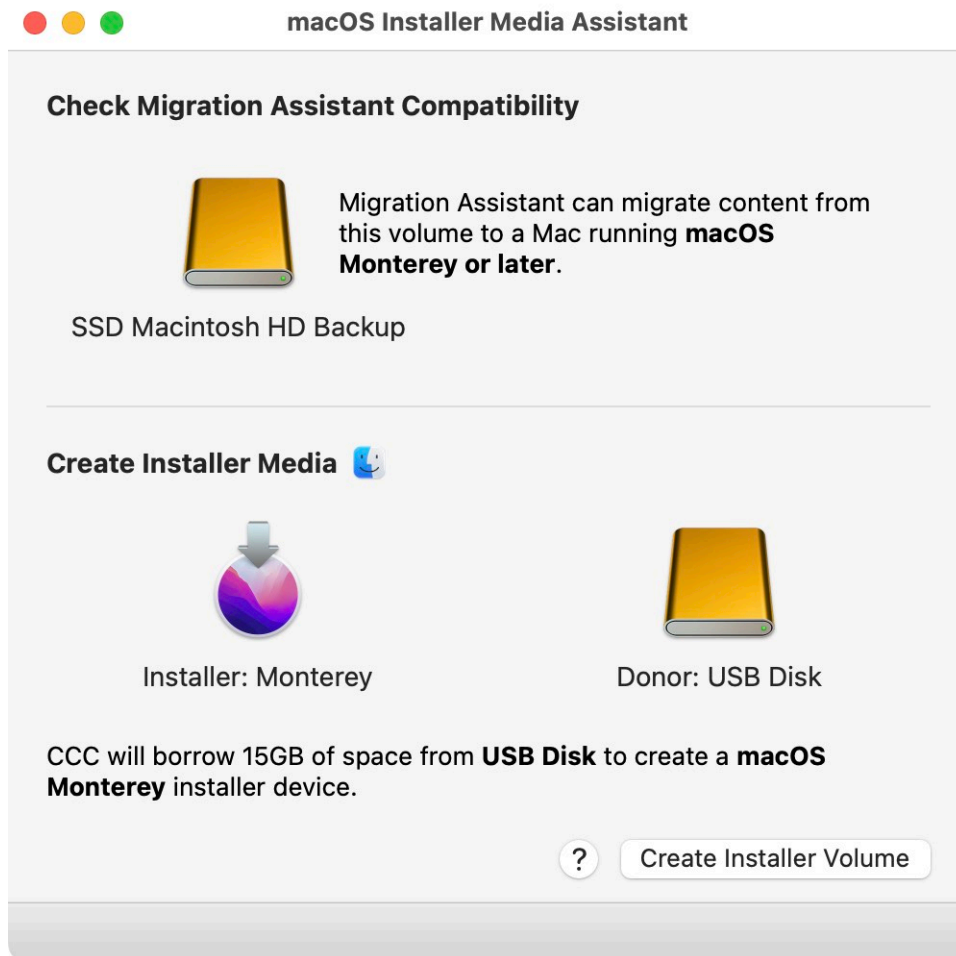 macOS Installer Media Assistant
Check Migration Assistant Compatibility
Migration Assistant can migrate content from
this volume to a Mac running macOS
Monterey or later.
SSD Macintosh HD Backup
Create Installer Media
Installer: Monterey
Donor: USB Disk
CCC will borrow 15GB of space from USB Disk to create a macOS
Monterey installer device.
?
Create Installer Volume